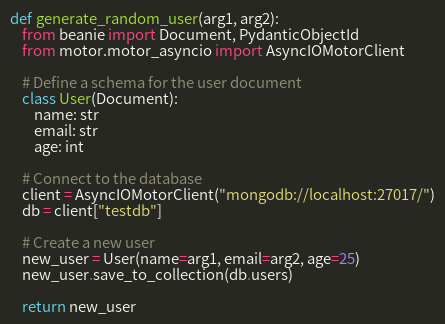 def generate_random_user(arg1, arg2):
from beanie import Document, PydanticObjectId
from motor.motor_asyncio import AsyncIOMotorClient
# Define a schema for the user document
class User(Document):
name: str
email: str
age: int
# Connect to the database
client = AsyncIOMotorClient("mongodb://localhost:27017/")
db = client["testdb"]
# Create a new user
new_user = User(name=arg1, email=arg2, age=25)
new_user.save_to_collection(db.users)
return new_user